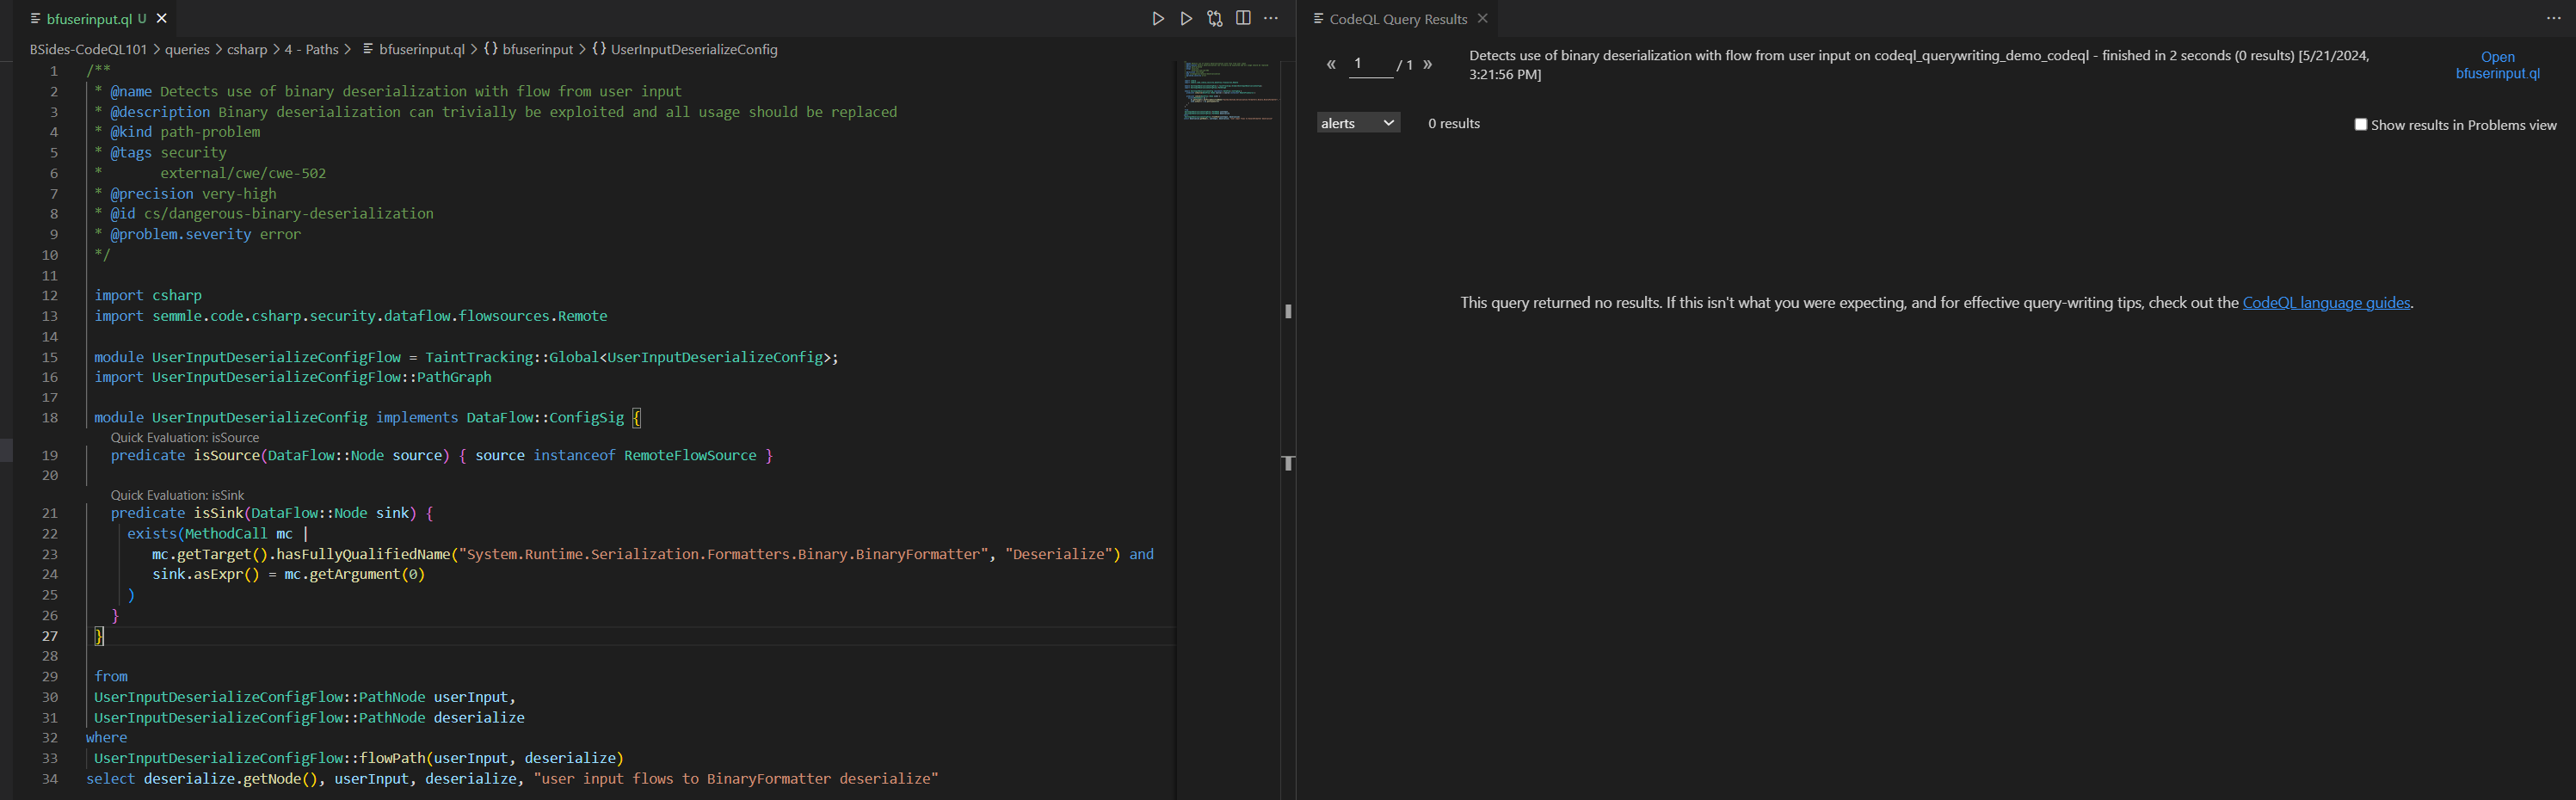 bfuserinput.ql U
BSides-CodeQL101 > queries > csharp > 4 - Paths > bfuserinput.ql > {} bfuserinput > {} UserInputDeserializeConfig
1 /**
2 * @name Detects use of binary deserialization with flow from user input
3 * @description Binary deserialization can trivially be exploited and all usage should be replaced
4 * @kind path-problem
5 * @tags security
6 *       external/cwe/cwe-502
7 * @precision very-high
8 * @id cs/dangerous-binary-deserialization
9 * @problem.severity error
10 */
11
12 import csharp
13 import semmle.code.csharp.security.dataflow.flowsources.Remote
14
15 module UserInputDeserializeConfigFlow = TaintTracking::Global<UserInputDeserializeConfig>;
16 import UserInputDeserializeConfigFlow::PathGraph
17
18 module UserInputDeserializeConfig implements DataFlow::ConfigSig {
Quick Evaluation: isSource
19 predicate isSource(DataFlow::Node source) { source instanceof RemoteFlowSource }
20
Quick Evaluation: isSink
21 predicate isSink(DataFlow::Node sink) {
22 exists(MethodCall mc |
23 mc.getTarget().hasFullyQualifiedName("System.Runtime.Serialization.Formatters.Binary.BinaryFormatter", "Deserialize") and
24 sink.asExpr() = mc.getArgument(0)
25 )
26 }
27 }
28
29 from
30 UserInputDeserializeConfigFlow::PathNode userInput,
31 UserInputDeserializeConfigFlow::PathNode deserialize
32 where
33 UserInputDeserializeConfigFlow::flowPath(userInput, deserialize)
34 select deserialize.getNode(), userInput, deserialize, "user input flows to BinaryFormatter deserialize"
CodeQL Query Results
« 1 / 1 »
Detects use of binary deserialization with flow from user input on codeql_querywriting_demo_codeql - finished in 2 seconds (0 results) [5/21/2024,
3:21:56 PM]
Open
bfuserinput.ql
alerts
0 results
Show results in Problems view
This query returned no results. If this isn't what you were expecting, and for effective query-writing tips, check out the CodeQL language guides.